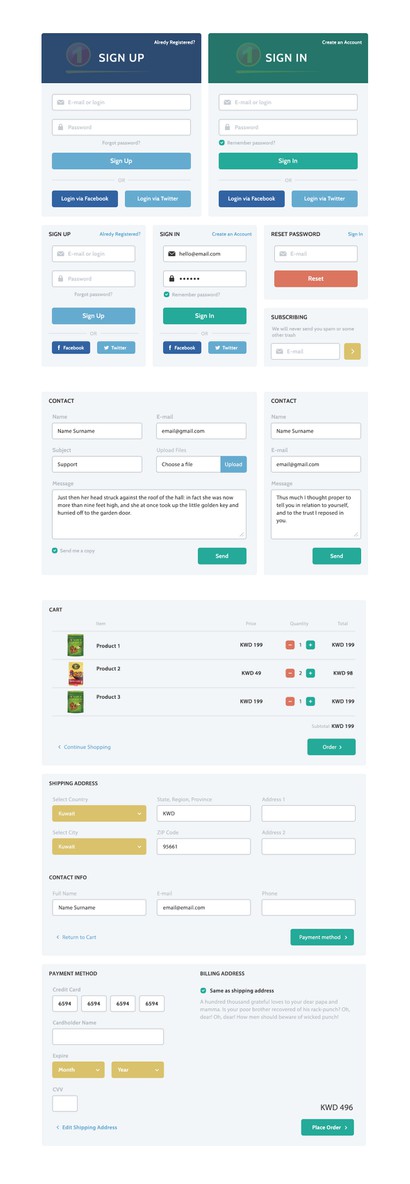 Alredy Registered?
SIGN UP
E-mail or login
Password
Forgot password?
Sign Up
OR
Login via Facebook
Login via Twitter
Create an Account
SIGN IN
E-mail or login
Password
Remember password?
Sign In
OR
Login via Facebook
Login via Twitter
SIGN UP
Alredy Registered?
E-mail or login
Password
Forgot password?
Sign Up
OR
Facebook
Twitter
SIGN IN
Create an Account
hello@email.com
Remember password?
Sign In
OR
Facebook
Twitter
RESET PASSWORD
Sign In
E-mail
Reset
SUBSCRIBING
We will never send you spam or some
other trash
E-mail
CONTACT
Name
E-mail
Name Surname
email@gmail.com
Subject
Upload Files
Support
Choose a file
Upload
Message
Just then her head struck against the roof of the hall: in fact she was now
more than nine feet high, and she at once took up the little golden key and
hurried off to the garden door.
Send me a copy
Send
CONTACT
Name
Name Surname
E-mail
email@gmail.com
Message
Thus much I thought proper to
tell you in relation to yourself,
and to the trust I reposed in
you.
Send
CART
Item
Price
Quantity
Total
Product 1
KWD 199
1
KWD 199
Product 2
KWD 49
2
KWD 98
Product 3
KWD 199
1
KWD 199
Subtotal: KWD 199
Continue Shopping
Order
SHIPPING ADDRESS
Select Country
State, Region, Province
Address 1
Kuwait
KWD
Select City
ZIP Code
Address 2
Kuwait
95661
CONTACT INFO
Full Name
E-mail
Phone
Name Surname
email@email.com
Return to Cart
Payment method
PAYMENT METHOD
Credit Card
6594 6594 6594 6594
Cardholder Name
Expire
Month
Year
CVV
Edit Shipping Address
BILLING ADDRESS
Same as shipping address
A hundred thousand grateful loves to your dear papa and
mamma. Is your poor brother recovered of his rack punch? Oh,
dear! Oh, dear! How men should beware of wicked punch!
KWD 496
Place Order